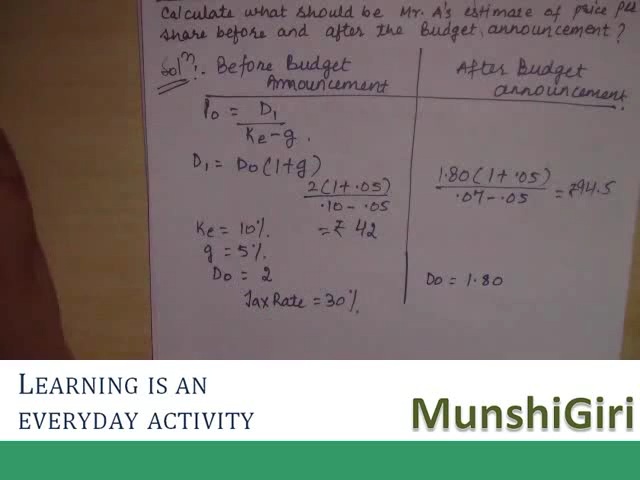 Calculate what should be Mr. A's estimate of price per
share before and after the Budget announcement?
Solⁿ:. Before Budget
Announcement
P₀ = D₁
Ke-g.
D₁ = D₀(1+g)
2(1+.05)
.10-.05
Ke = 10%
= ₹ 42
g = 5%
D₀ = 2
Tax Rate = 30%
After Budget
announcement
1.80(1+.05)
.07-.05
= ₹94.5
D₀ = 1.80
LEARNING IS AN
EVERYDAY ACTIVITY
MunshiGiri